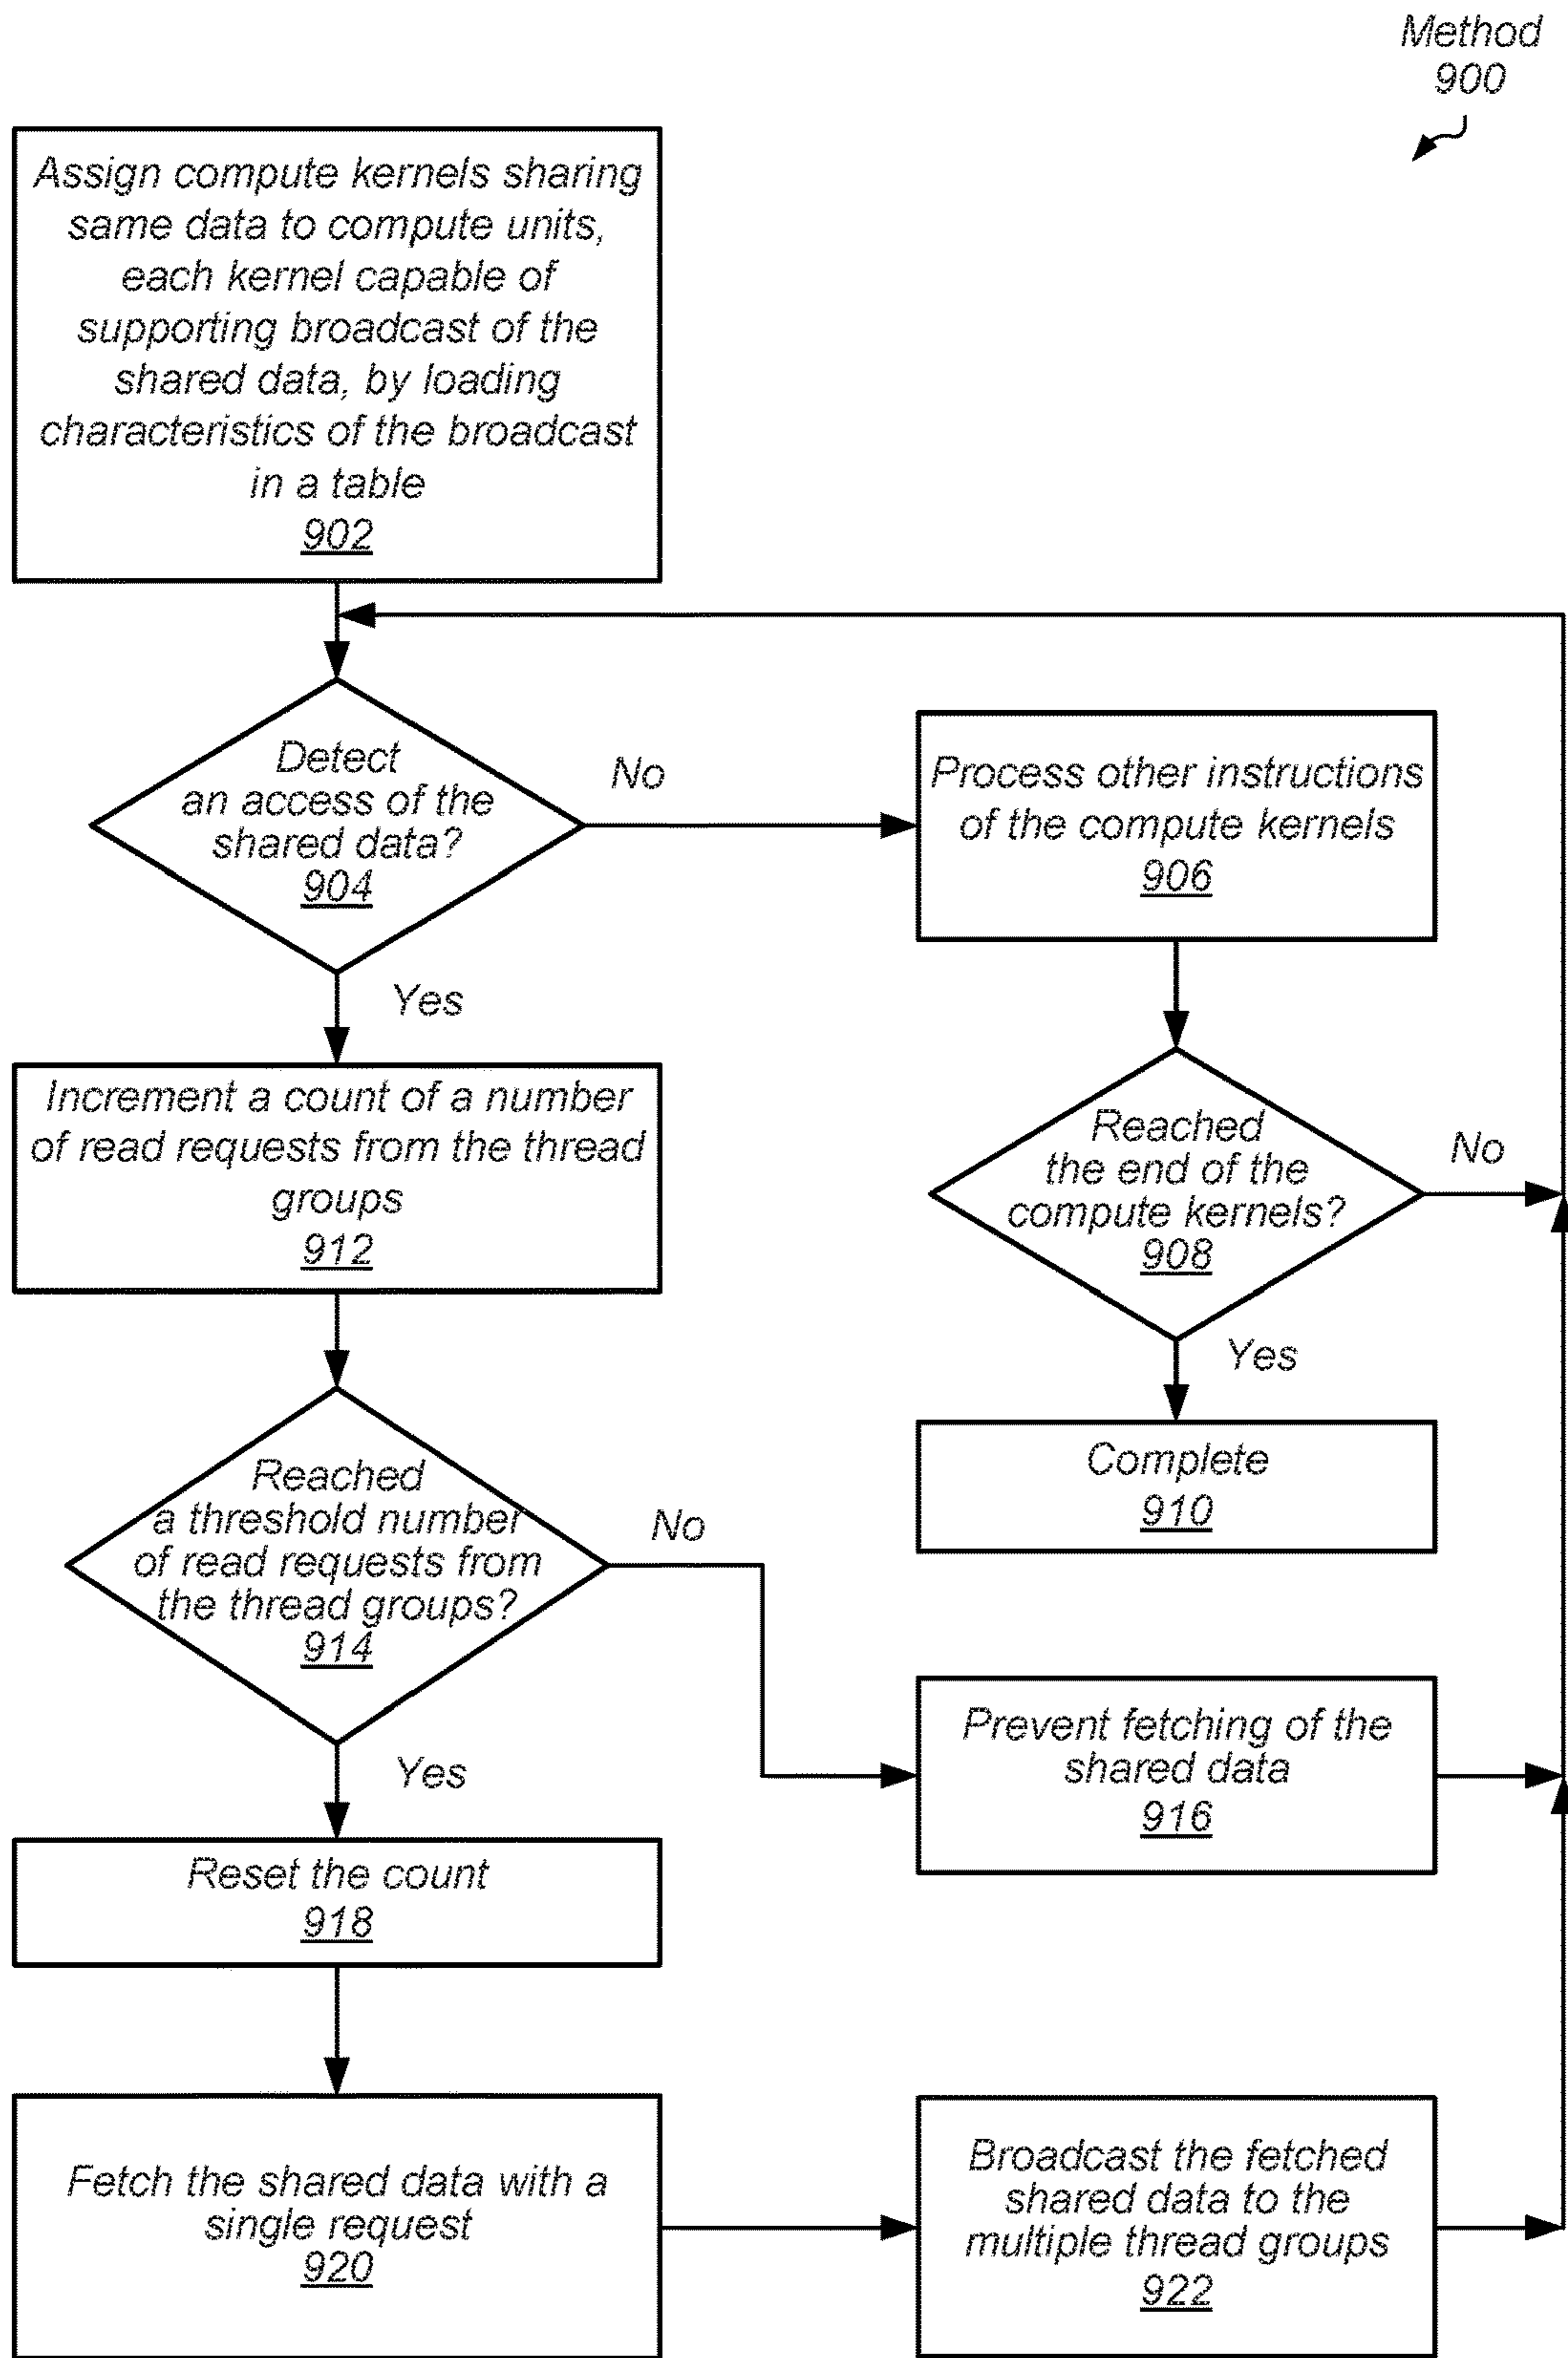 Method
900
Assign compute kernels sharing
same data to compute units,
each kernel capable of
supporting broadcast of the
shared data, by loading
characteristics of the broadcast
in a table
902
Detect
an access of the
shared data?
904
No
Process other instructions
of the compute kernels
906
Yes
Increment a count of a number
of read requests from the thread
groups
912
Reached
the end of the
compute kernels?
908
No
Yes
Complete
910
Reached
a threshold number
of read requests from
the thread groups?
914
No
Prevent fetching of the
shared data
916
Yes
Reset the count
918
Fetch the shared data with a
single request
920
Broadcast the fetched
shared data to the
multiple thread groups
922